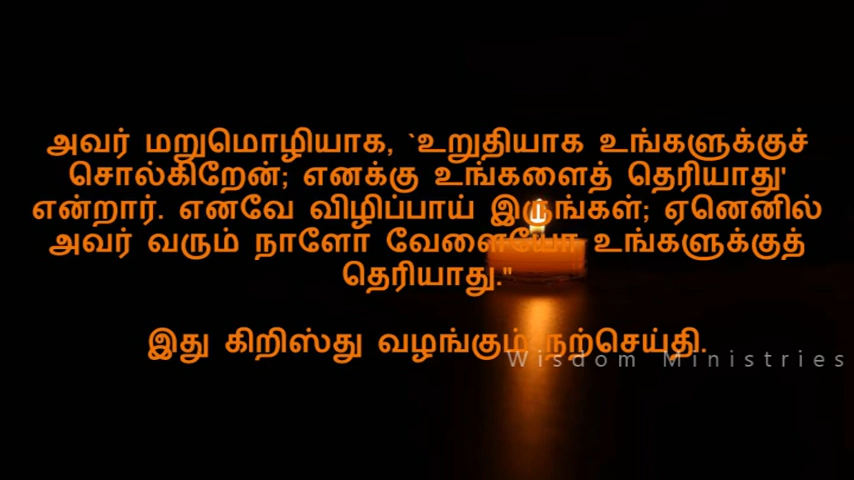 அவர் மறுமொழியாக, `உறுதியாக உங்களுக்குச்
சொல்கிறேன்; எனக்கு உங்களைத் தெரியாது'
என்றார். எனவே விழிப்பாய் இருங்கள்; ஏனெனில்
அவர் வரும் நாளோ வேளையோ உங்களுக்குத்
தெரியாது."
இது கிறிஸ்து வழங்கும் நற்செய்தி.
Wisdom Ministries